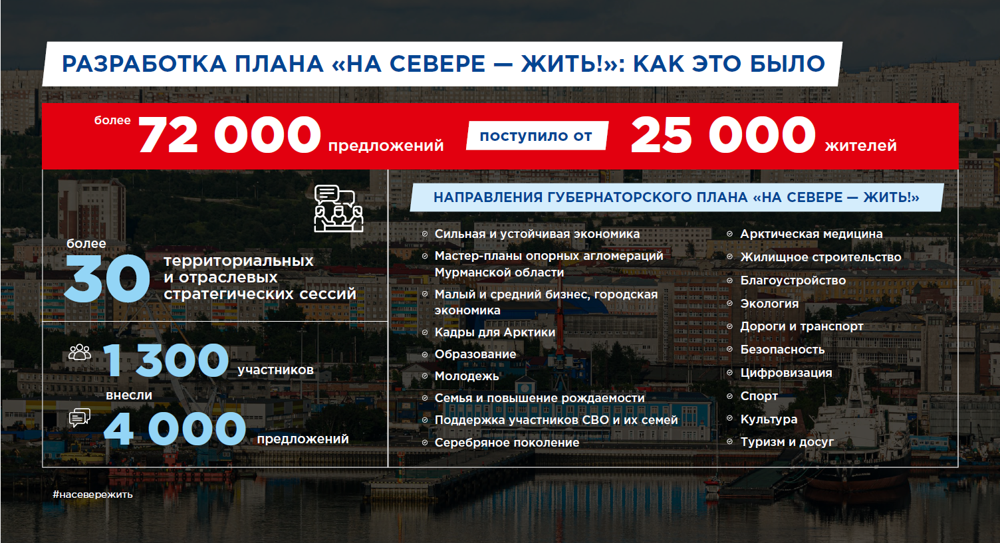 РАЗРАБОТКА ПЛАНА «НА СЕВЕРЕ — ЖИТЬ!»: КАК ЭТО БЫЛО
более 72 000 предложений поступило от 25 000 жителей
более
30 территориальных
и отраслевых
стратегических сессий
1 300 участников
внесли
4 000 предложений
НАПРАВЛЕНИЯ ГУБЕРНАТОРСКОГО ПЛАНА «НА СЕВЕРЕ — ЖИТЬ!»
Сильная и устойчивая экономика
Мастер-планы опорных агломераций
Мурманской области
Малый и средний бизнес, городская
экономика
Кадры для Арктики
Образование
Молодежь
Семья и повышение рождаемости
Поддержка участников СВО и их семей
Серебряное поколение
Арктическая медицина
Жилищное строительство
Благоустройство
Экология
Дороги и транспорт
Безопасность
Цифровизация
Спорт
Культура
Туризм и досуг
#насевережить